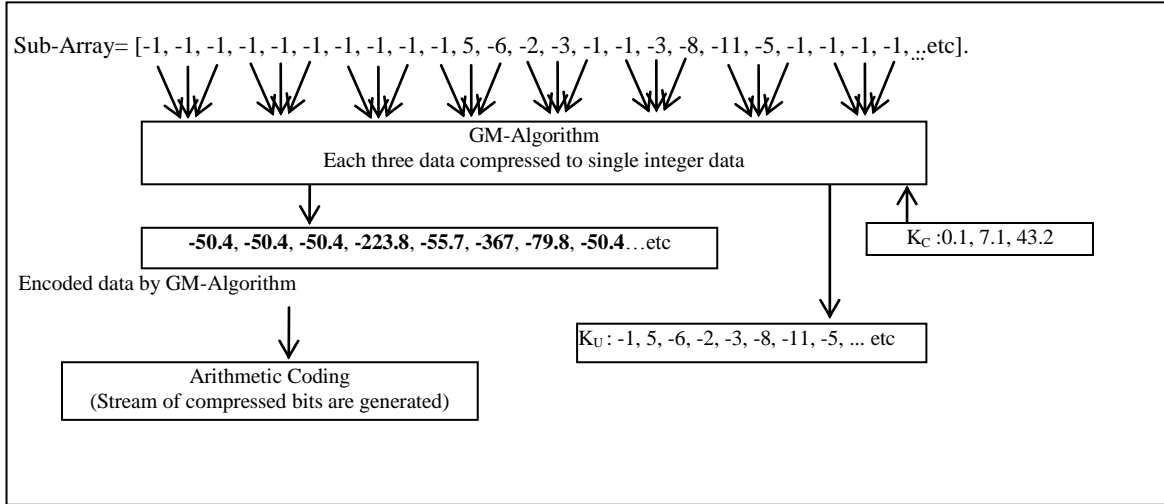 Sub-Array= [-1, -1, -1, -1, -1, -1, -1, -1, -1, -1, 5, -6, -2, -3, -1, -1, -3, -8, -11, -5, -1, -1, -1, -1, ...etc].
GM-Algorithm
Each three data compressed to single integer data
-50.4, -50.4, -50.4, -223.8, -55.7, -367, -79.8, -50.4…etc
K_C :0.1, 7.1, 43.2
Encoded data by GM-Algorithm
K_U : -1, 5, -6, -2, -3, -8, -11, -5, ... etc
Arithmetic Coding
(Stream of compressed bits are generated)